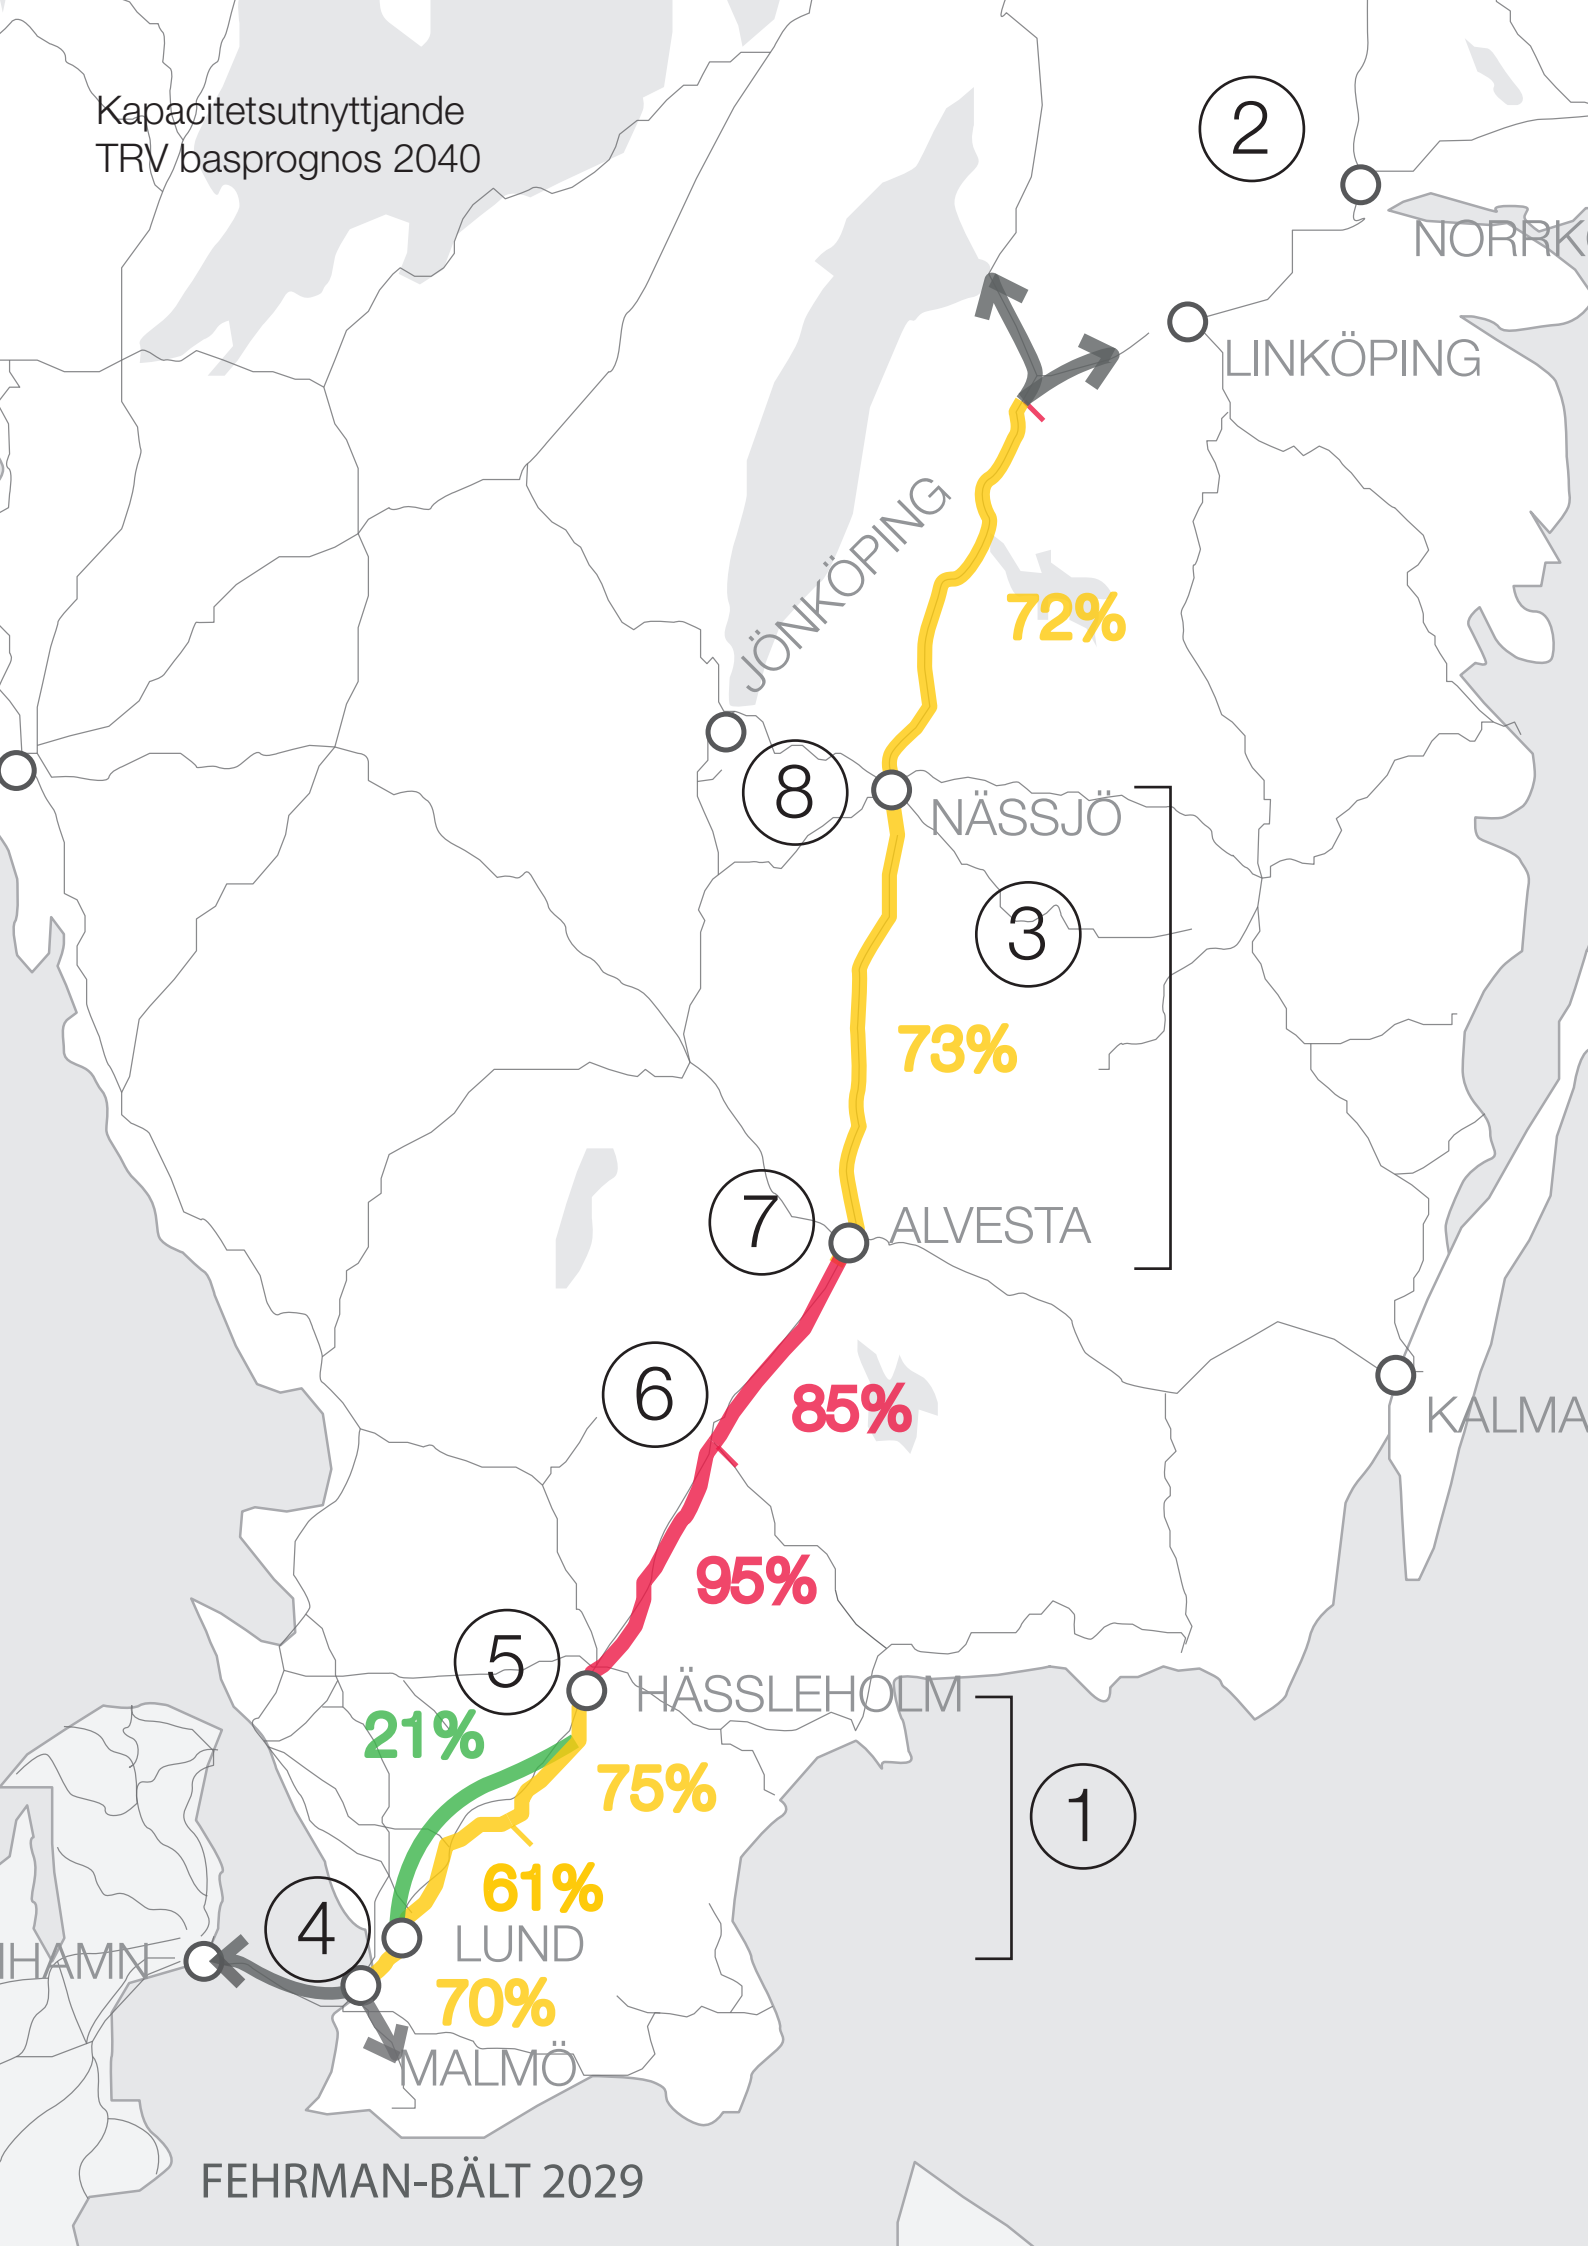 Kapacitetsutnyttjande
TRV basprognos 2040
2
NORRKÖ
LINKÖPING
JÖNKÖPING
72%
8
NÄSSJÖ
3
73%
7
ALVESTA
6
85%
KALMA
95%
5
HÄSSLEHOLM
21%
75%
1
61%
4
LUND
HAMN
70%
MALMÖ
FEHRMAN-BÄLT 2029